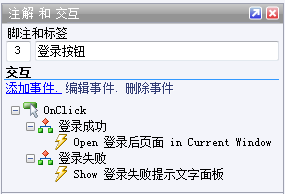 注解 和 交互
脚注和标签
3 登录按钮
交互
添加事件. 编辑事件. 删除事件
OnClick
登录成功
Open 登录后页面 in Current Window
登录失败
Show 登录失败提示文字面板